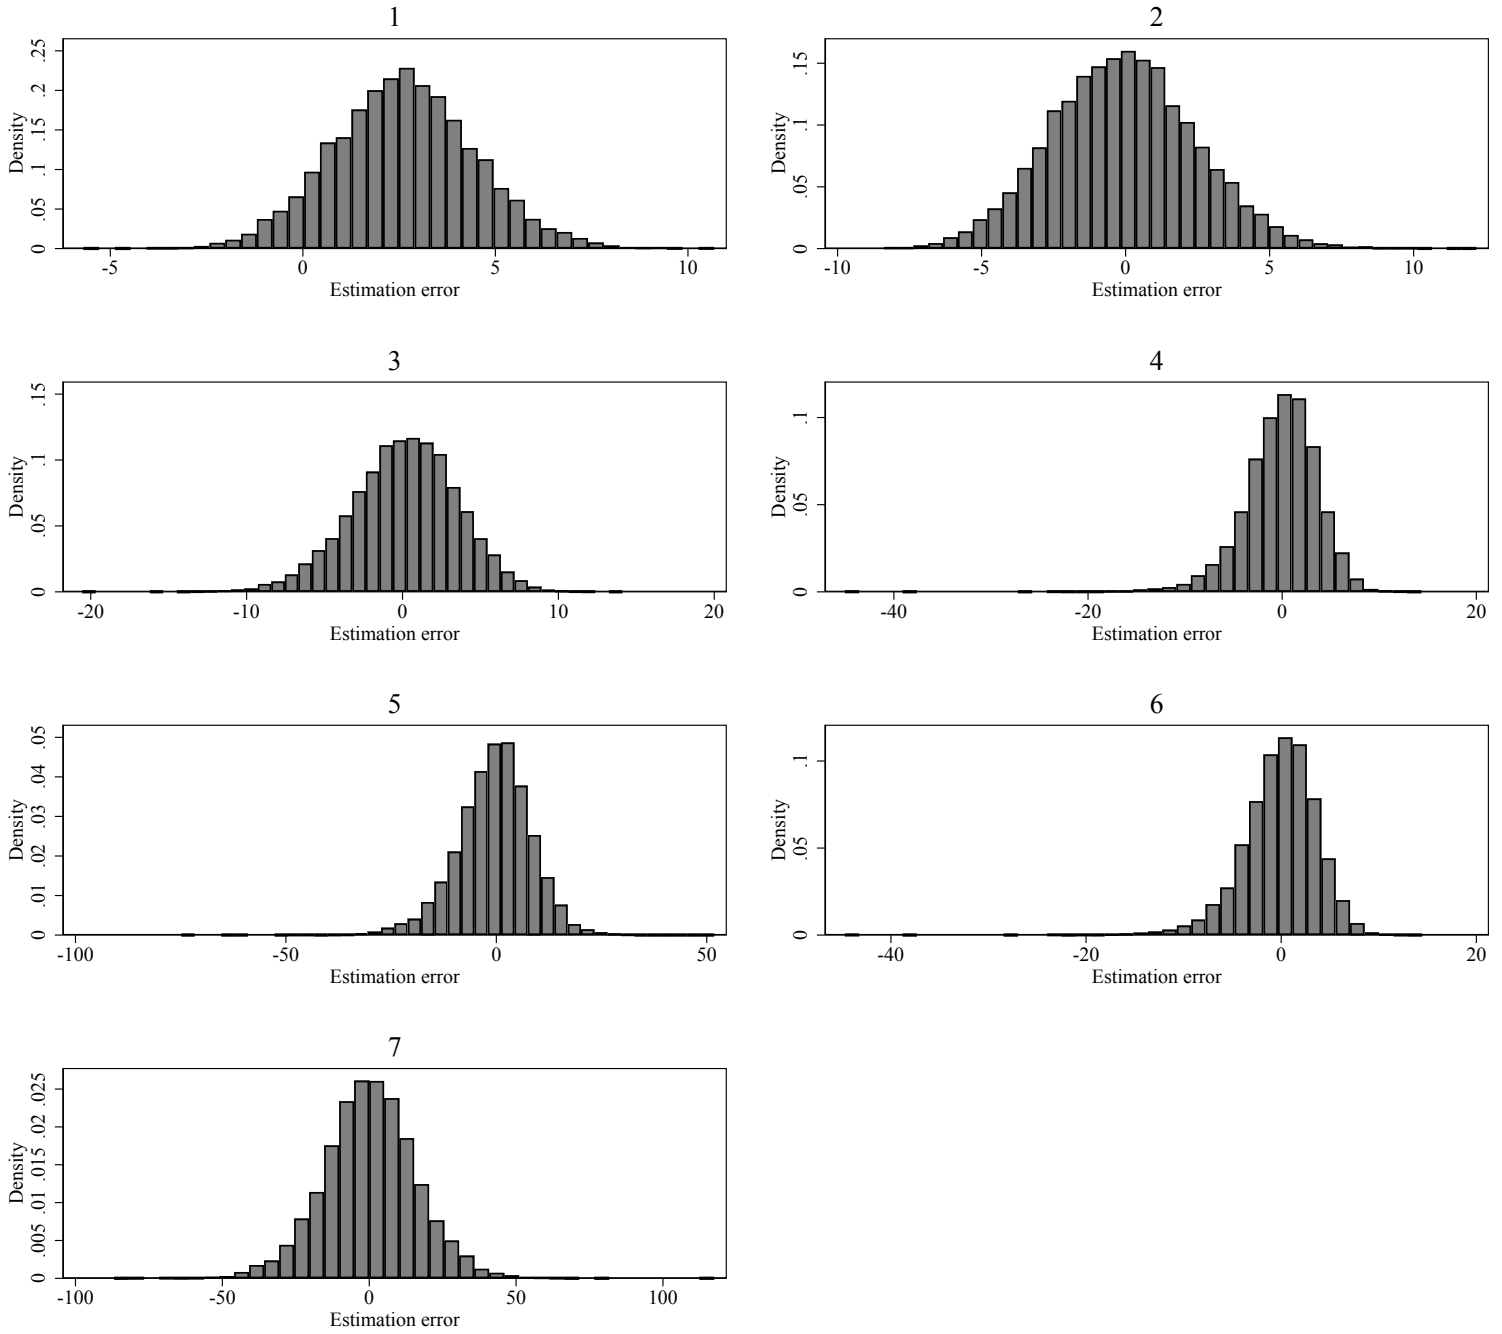 1
Density
0 .05 .1 .15 .2 .25
-5 0 5 10
Estimation error
2
Density
0 .05 .1 .15
-10 -5 0 5 10
Estimation error
3
Density
0 .05 .1 .15
-20 -10 0 10 20
Estimation error
4
Density
0 .05 .1
-40 -20 0 20
Estimation error
5
Density
0 .01 .02 .03 .04 .05
-100 -50 0 50
Estimation error
6
Density
0 .05 .1
-40 -20 0 20
Estimation error
7
Density
0 .005 .01 .015 .02 .025
-100 -50 0 50 100
Estimation error